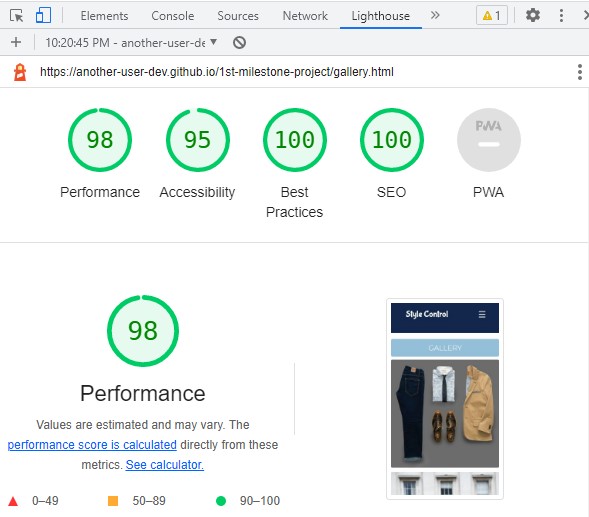 Elements Console Sources Network Lighthouse » 1
+ 10:20:45 PM - another-user-de
https://another-user-dev.github.io/1st-milestone-project/gallery.html
98 95 100 100 PWA
Performance Accessibility Best Practices SEO PWA
98
Performance
Values are estimated and may vary. The
performance score is calculated directly from these
metrics. See calculator.
0–49 50–89 90–100
Style Control
GALLERY